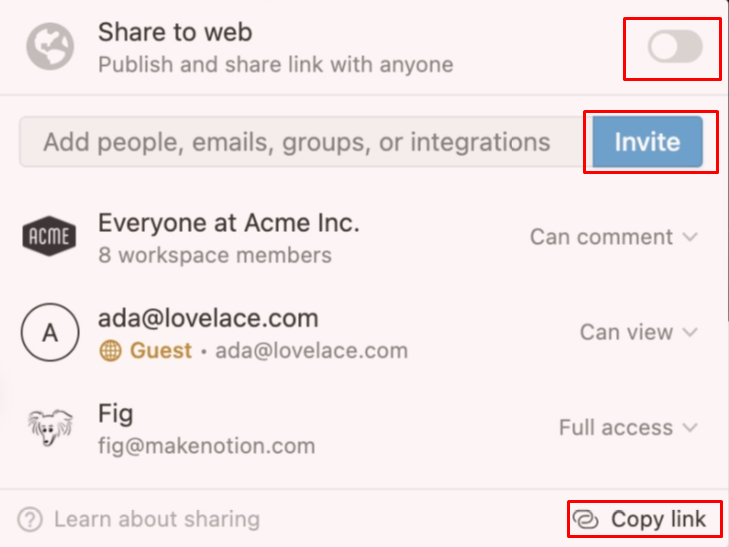 Share to web
Publish and share link with anyone
Add people, emails, groups, or integrations
Invite
ACME
Everyone at Acme Inc.
Can comment
8 workspace members
A
ada@lovelace.com
Can view
Guest • ada@lovelace.com
Fig
Full access
fig@makenotion.com
? Learn about sharing
Copy link